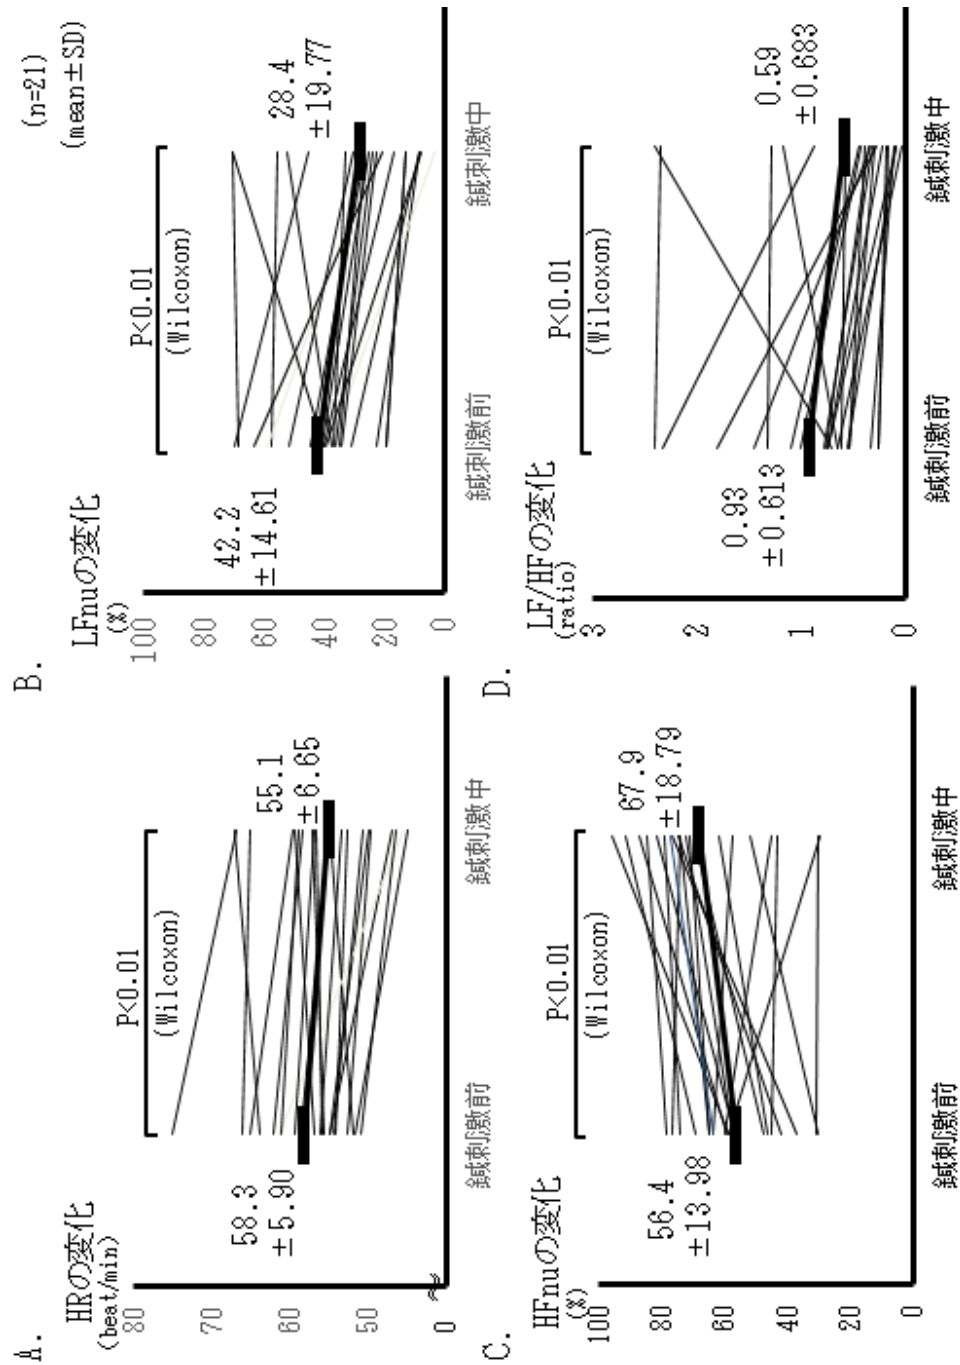 A.
HRの変化
(beat/min)
80
70
60
50
0
P<0.01
(Wilcoxon)
58.3
±5.90
55.1
±6.65
鍼刺激前
鍼刺激中
B.
LFnuの変化
(%)
100
80
60
40
20
0
(n=21)
(mean±SD)
P<0.01
(Wilcoxon)
42.2
±14.61
28.4
±19.77
鍼刺激前
鍼刺激中
C.
HFnuの変化
(%)
100
80
60
40
20
0
P<0.01
(Wilcoxon)
56.4
±13.98
67.9
±18.79
鍼刺激前
鍼刺激中
D.
LF/HFの変化
(ratio)
3
2
1
0
P<0.01
(Wilcoxon)
0.93
±0.613
0.59
±0.683
鍼刺激前
鍼刺激中